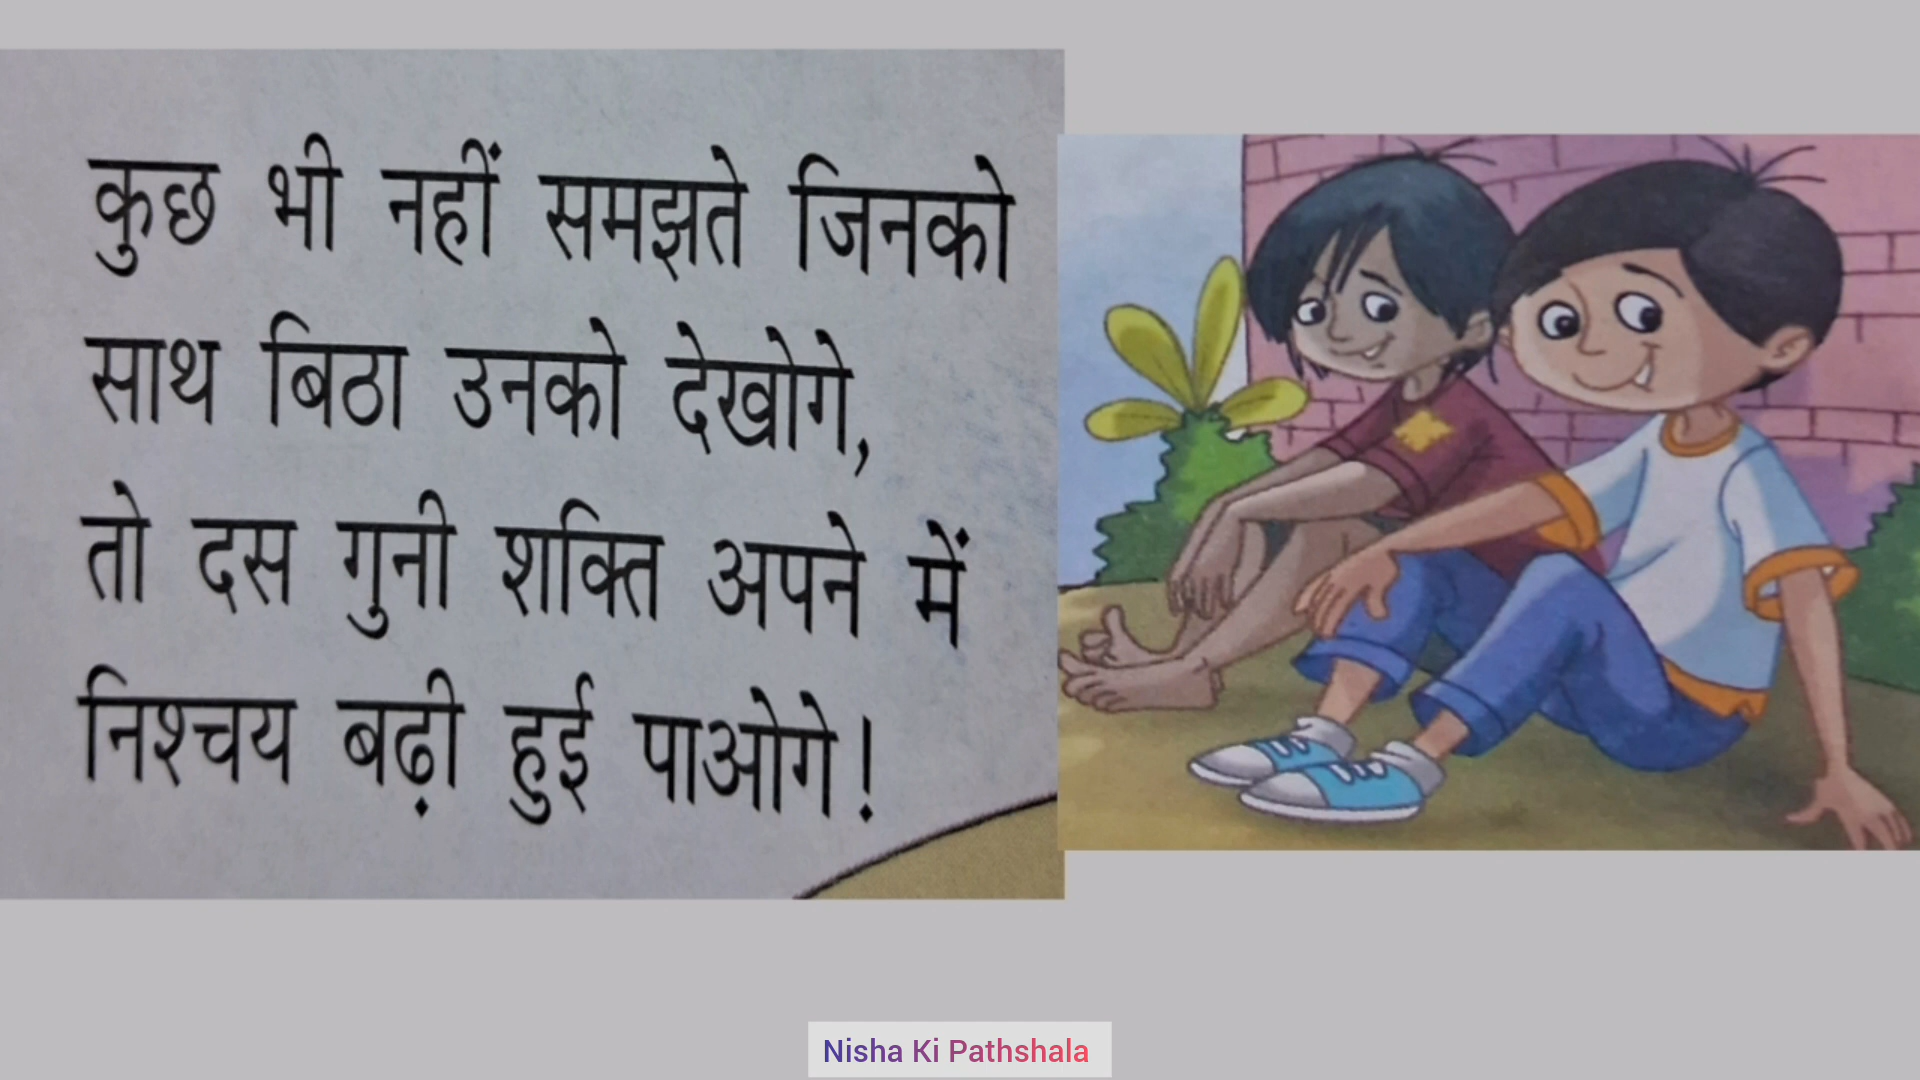 कुछ भी नहीं समझते जिनको
साथ बिठा उनको देखोगे,
तो दस गुनी शक्ति अपने में
निश्चय बढ़ी हुई पाओगे!
Nisha Ki Pathshala